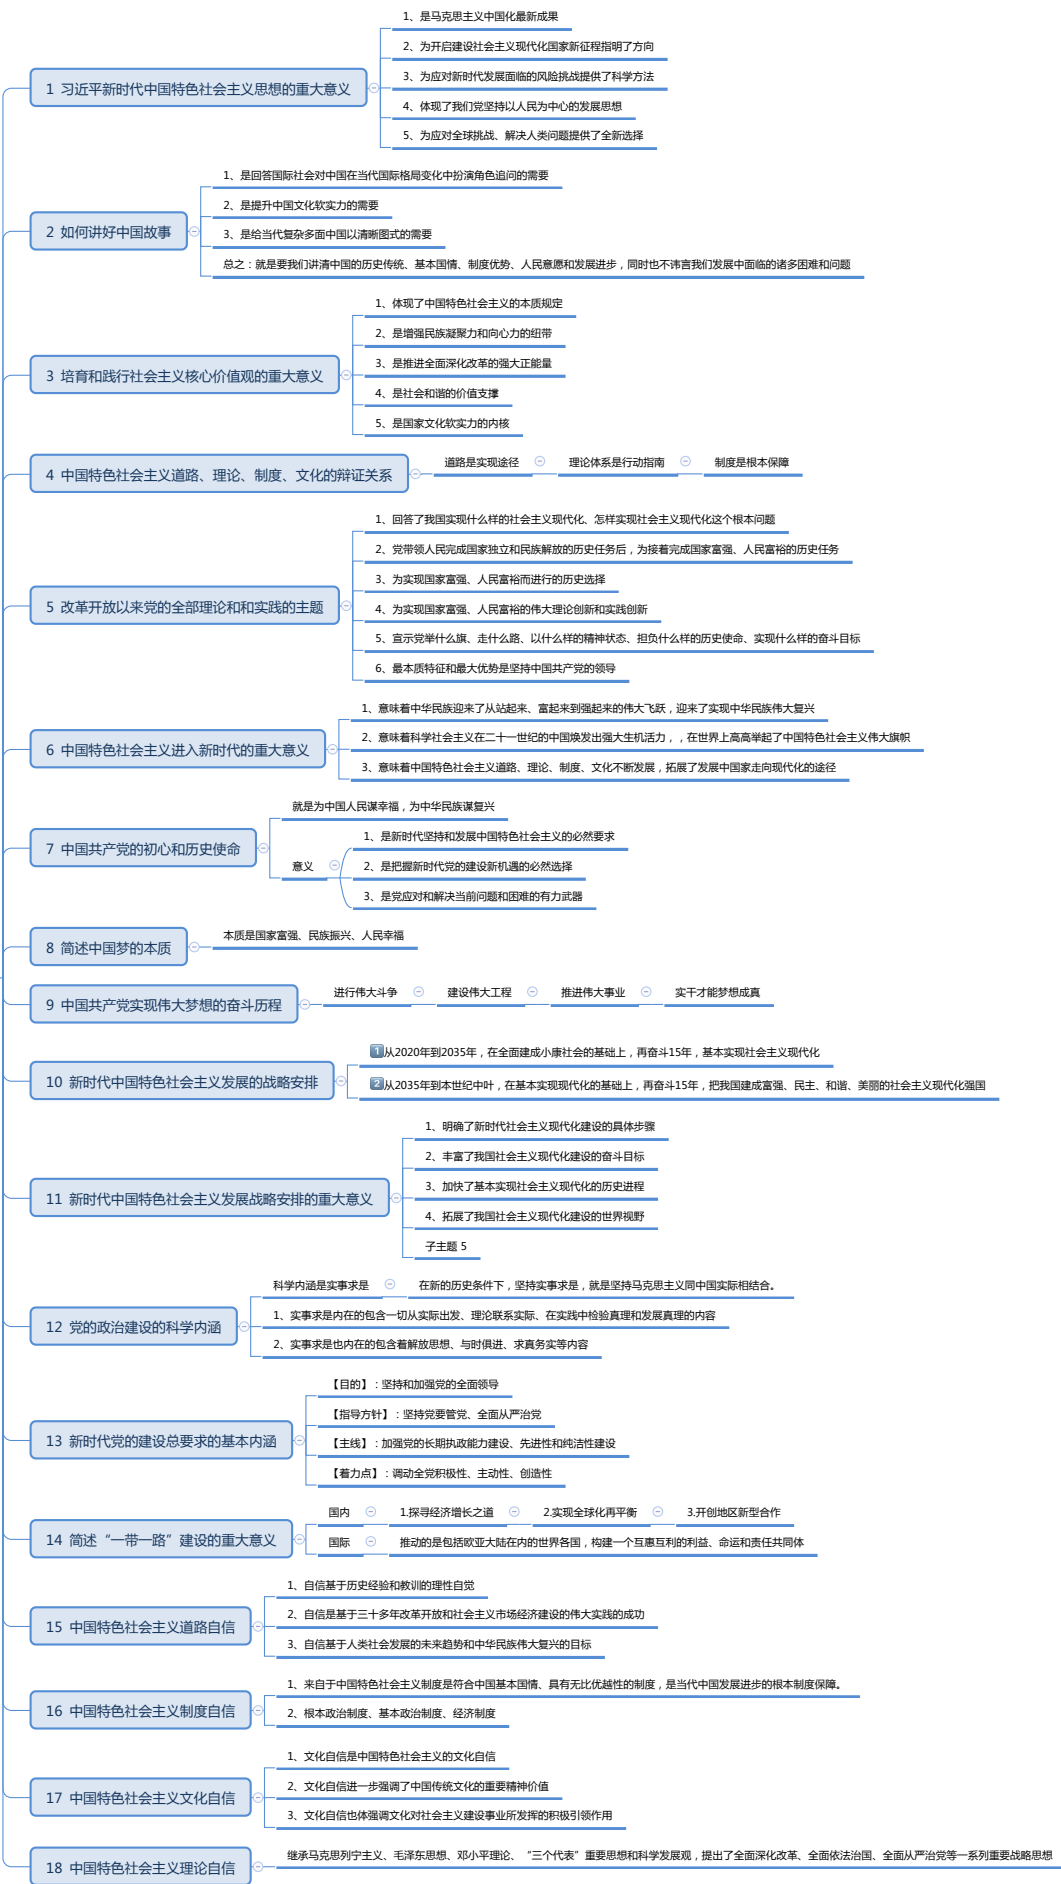 1 习近平新时代中国特色社会主义思想的重大意义
1、是马克思主义中国化最新成果
2、为开启建设社会主义现代化国家新征程指明了方向
3、为应对新时代发展面临的风险挑战提供了科学方法
4、体现了我们党坚持以人民为中心的发展思想
5、为应对全球挑战、解决人类问题提供了全新选择
2 如何讲好中国故事
1、是回答国际社会对中国在当代国际格局变化中扮演角色追问的需要
2、是提升中国文化软实力的需要
3、是给当代复杂多面中国以清晰图式的需要
总之：就是要我们讲清中国的历史传统、基本国情、制度优势、人民意愿和发展进步，同时也不讳言我们发展中面临的诸多困难和问题
3 培育和践行社会主义核心价值观的重大意义
1、体现了中国特色社会主义的本质规定
2、是增强民族凝聚力和向心力的纽带
3、是推进全面深化改革的强大正能量
4、是社会和谐的价值支撑
5、是国家文化软实力的内核
4 中国特色社会主义道路、理论、制度、文化的辩证关系
道路是实现途径
理论体系是行动指南
制度是根本保障
5 改革开放以来党的全部理论和和实践的主题
1、回答了我国实现什么样的社会主义现代化、怎样实现社会主义现代化这个根本问题
2、党带领人民完成国家独立和民族解放的历史任务后，为接着完成国家富强、人民富裕的历史任务
3、为实现国家富强、人民富裕而进行的历史选择
4、为实现国家富强、人民富裕的伟大理论创新和实践创新
5、宣示党举什么旗、走什么路、以什么样的精神状态、担负什么样的历史使命、实现什么样的奋斗目标
6、最本质特征和最大优势是坚持中国共产党的领导
6 中国特色社会主义进入新时代的重大意义
1、意味着中华民族迎来了从站起来、富起来到强起来的伟大飞跃，迎来了实现中华民族伟大复兴
2、意味着科学社会主义在二十一世纪的中国焕发出强大生机活力，，在世界上高高举起了中国特色社会主义伟大旗帜
3、意味着中国特色社会主义道路、理论、制度、文化不断发展，拓展了发展中国家走向现代化的途径
7 中国共产党的初心和历史使命
就是为中国人民谋幸福，为中华民族谋复兴
意义
1、是新时代坚持和发展中国特色社会主义的必然要求
2、是把握新时代党的建设新机遇的必然选择
3、是党应对和解决当前问题和困难的有力武器
8 简述中国梦的本质
本质是国家富强、民族振兴、人民幸福
9 中国共产党实现伟大梦想的奋斗历程
进行伟大斗争
建设伟大工程
推进伟大事业
实干才能梦想成真
10 新时代中国特色社会主义发展的战略安排
1从2020年到2035年，在全面建成小康社会的基础上，再奋斗15年，基本实现社会主义现代化
2从2035年到本世纪中叶，在基本实现现代化的基础上，再奋斗15年，把我国建成富强、民主、和谐、美丽的社会主义现代化强国
11 新时代中国特色社会主义发展战略安排的重大意义
1、明确了新时代社会主义现代化建设的具体步骤
2、丰富了我国社会主义现代化建设的奋斗目标
3、加快了基本实现社会主义现代化的历史进程
4、拓展了我国社会主义现代化建设的世界视野
子主题 5
12 党的政治建设的科学内涵
科学内涵是实事求是
在新的历史条件下，坚持实事求是，就是坚持马克思主义同中国实际相结合。
1、实事求是内在的包含一切从实际出发、理论联系实际、在实践中检验真理和发展真理的内容
2、实事求是也内在的包含着解放思想、与时俱进、求真务实等内容
13 新时代党的建设总要求的基本内涵
【目的】：坚持和加强党的全面领导
【指导方针】：坚持党要管党、全面从严治党
【主线】：加强党的长期执政能力建设、先进性和纯洁性建设
【着力点】：调动全党积极性、主动性、创造性
14 简述“一带一路”建设的重大意义
国内
1.探寻经济增长之道
2.实现全球化再平衡
3.开创地区新型合作
国际
推动的是包括欧亚大陆在内的世界各国，构建一个互惠互利的利益、命运和责任共同体
15 中国特色社会主义道路自信
1、自信基于历史经验和教训的理性自觉
2、自信是基于三十多年改革开放和社会主义市场经济建设的伟大实践的成功
3、自信基于人类社会发展的未来趋势和中华民族伟大复兴的目标
16 中国特色社会主义制度自信
1、来自于中国特色社会主义制度是符合中国基本国情、具有无比优越性的制度，是当代中国发展进步的根本制度保障。
2、根本政治制度、基本政治制度、经济制度
17 中国特色社会主义文化自信
1、文化自信是中国特色社会主义的文化自信
2、文化自信进一步强调了中国传统文化的重要精神价值
3、文化自信也体强调文化对社会主义建设事业所发挥的积极引领作用
18 中国特色社会主义理论自信
继承马克思列宁主义、毛泽东思想、邓小平理论、“三个代表”重要思想和科学发展观，提出了全面深化改革、全面依法治国、全面从严治党等一系列重要战略思想